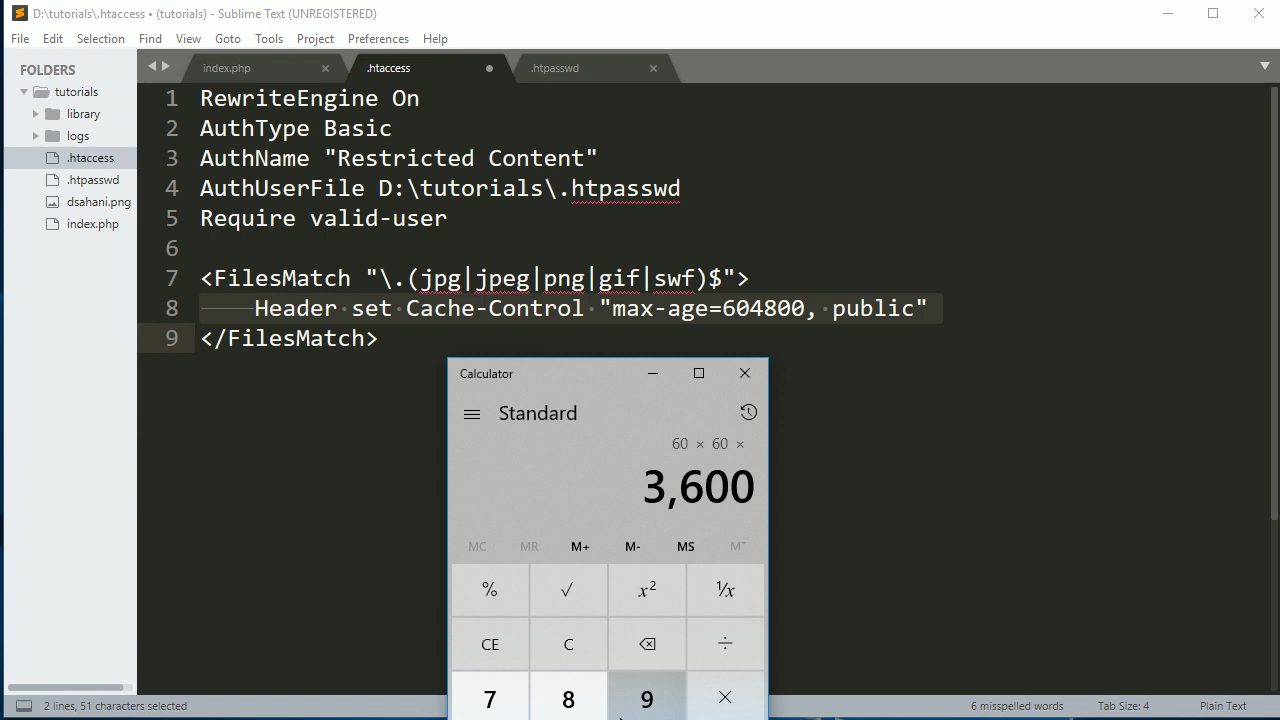 D:\tutorials\.htaccess • (tutorials) - Sublime Text (UNREGISTERED)
File Edit Selection Find View Goto Tools Project Preferences Help
FOLDERS
tutorials
library
logs
.htaccess
.htpasswd
dsahani.png
index.php
index.php × .htaccess .htpasswd ×
1 RewriteEngine On
2 AuthType Basic
3 AuthName "Restricted Content"
4 AuthUserFile D:\tutorials\.htpasswd
5 Require valid-user
6
7 <FilesMatch "\.(jpg|jpeg|png|gif|swf)$">
8 Header set Cache-Control "max-age=604800, public"
9 </FilesMatch>
Calculator
Standard
60 × 60 ×
3,600
MC MR M+ M- MS M˅
% √ x² ¹/x
CE C ÷
7 8 9 ×
2 lines, 51 characters selected
6 misspelled words Tab Size: 4 Plain Text